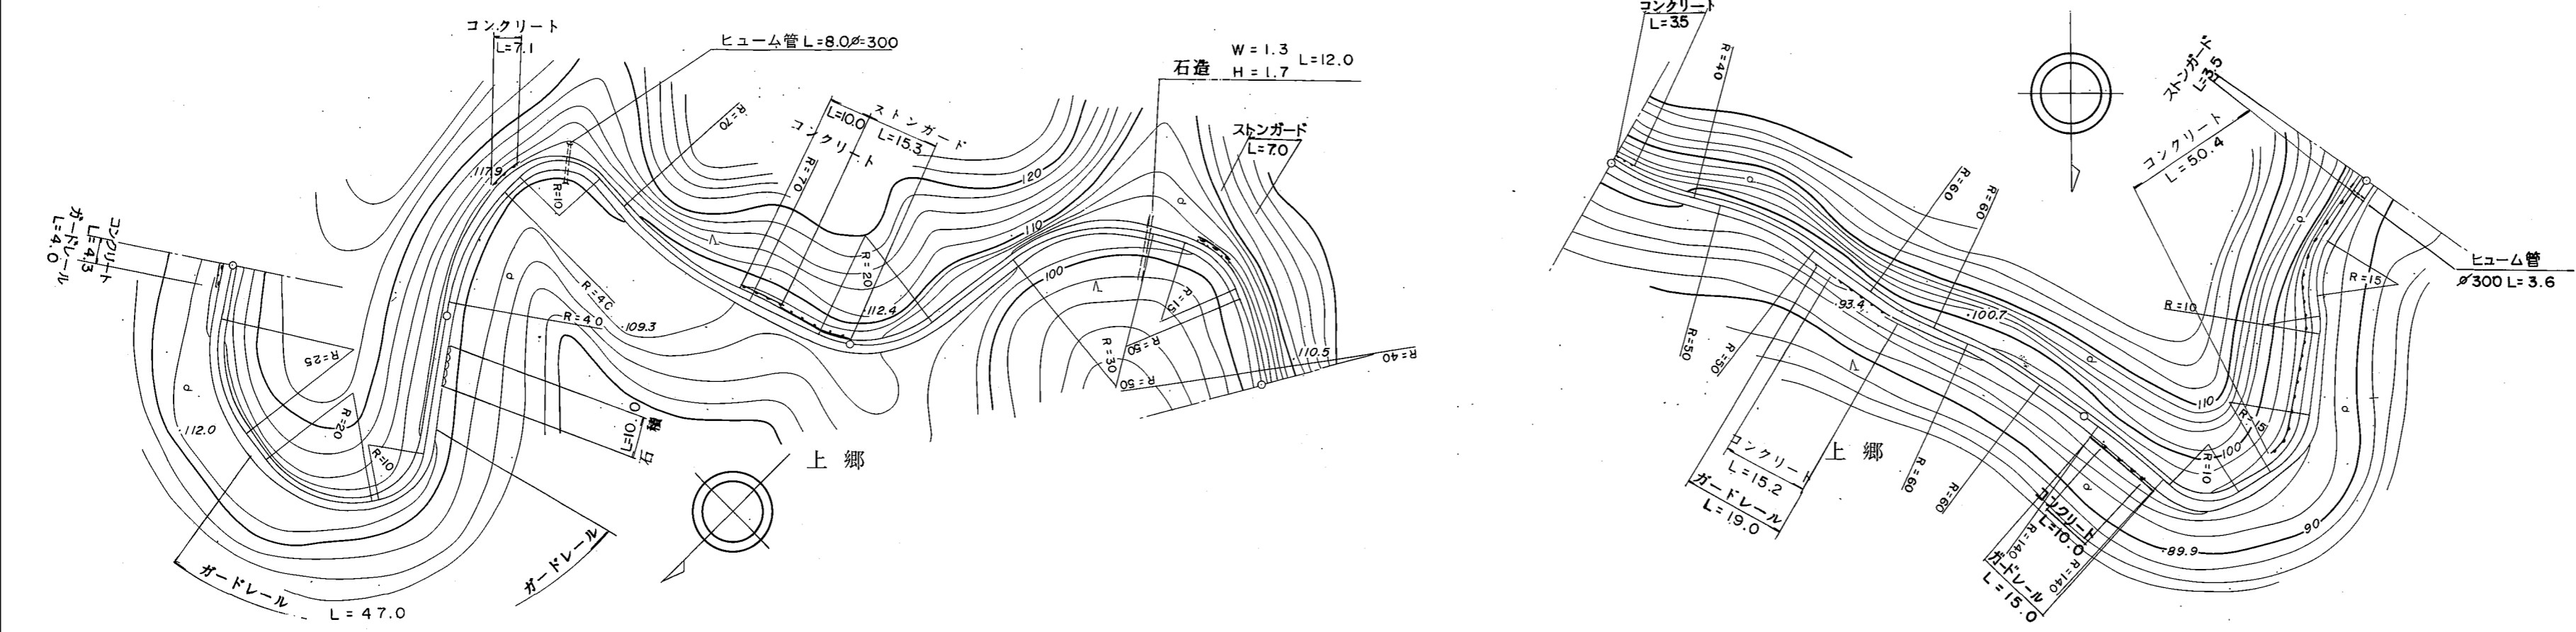 コンクリート
L=7.1
ヒューム管 L=8.0 ⌀=300
117.9
R=10
R=70
L=10.0
コンクリート
ストンガード
L=15.3
R=70
石造
W=1.3
H=1.7
L=12.0
ストンガード
L=7.0
120
110
100
R=20
112.4
コンクリート
L=4.3
ガードレール
L=4.0
R=25
R=40
R=40
109.3
R=20
R=10
112.0
石積
L=10.0
R=30
R=50
R=50
R=15
110.5
R=40
上郷
ガードレール
L=47.0
ガードレール
コンクリート
L=3.5
R=40
R=60
R=60
ストンガード
L=3.5
コンクリート
L=50.4
ヒューム管
⌀300 L=3.6
R=15
R=10
93.4
100.7
R=50
R=50
110
R=15
100
R=10
コンクリート
L=15.2
ガードレール
L=19.0
上郷
R=60
R=60
コンクリート
L=10.0
R=140
R=140
ガードレール
L=15.0
90
89.9